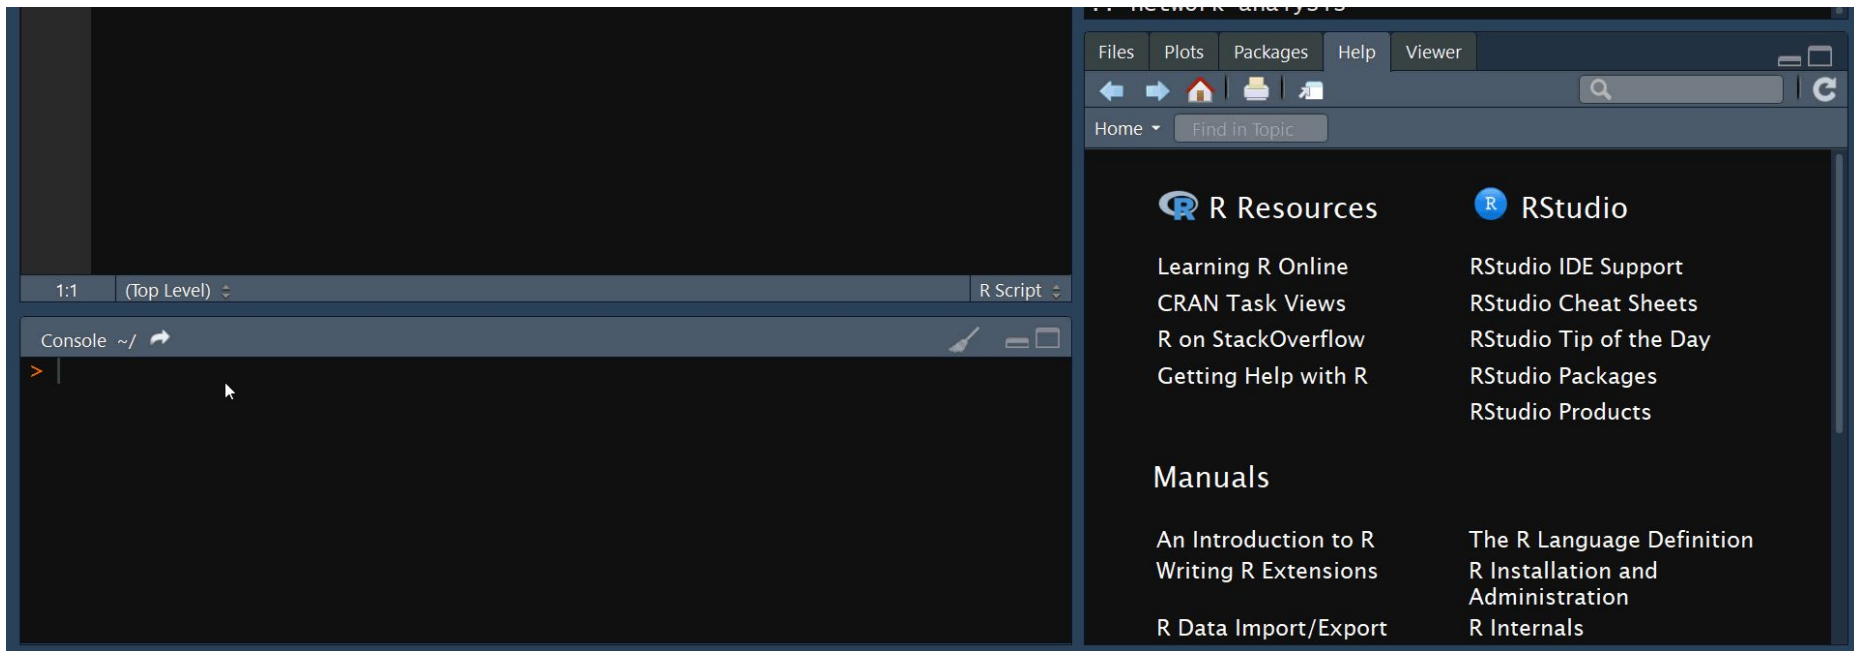 :: network analysis
Files Plots Packages Help Viewer
Home Find in Topic
R Resources
Learning R Online
CRAN Task Views
R on StackOverflow
Getting Help with R
R RStudio
RStudio IDE Support
RStudio Cheat Sheets
RStudio Tip of the Day
RStudio Packages
RStudio Products
Manuals
An Introduction to R
Writing R Extensions
R Data Import/Export
The R Language Definition
R Installation and
Administration
R Internals
1:1 (Top Level) R Script
Console ~/
>